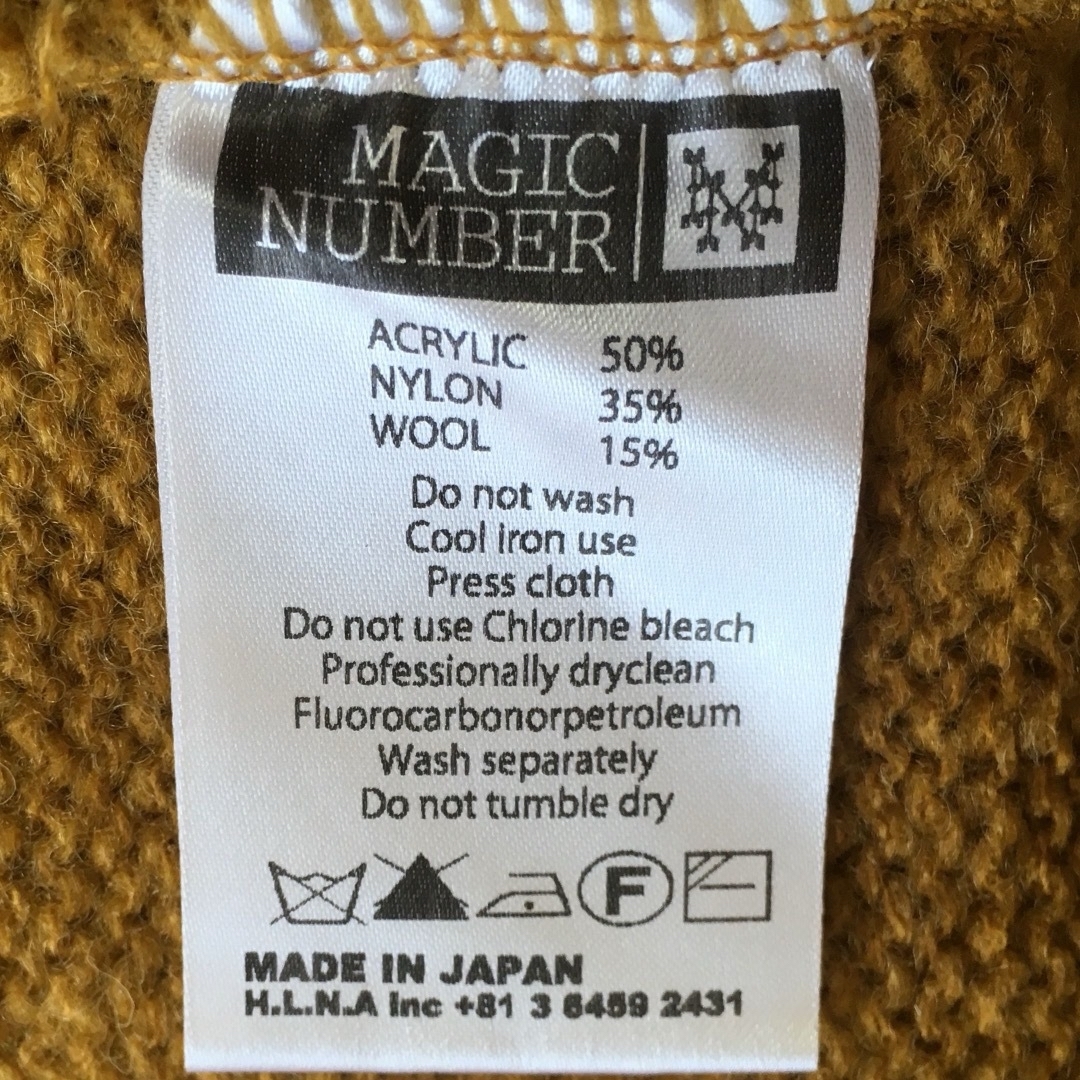 MAGIC
NUMBER
M
ACRYLIC 50%
NYLON 35%
WOOL 15%
Do not wash
Cool iron use
Press cloth
Do not use Chlorine bleach
Professionally dryclean
Fluorocarbonorpetroleum
Wash separately
Do not tumble dry
F
MADE IN JAPAN
H.L.N.A Inc +81 3 6459 2431